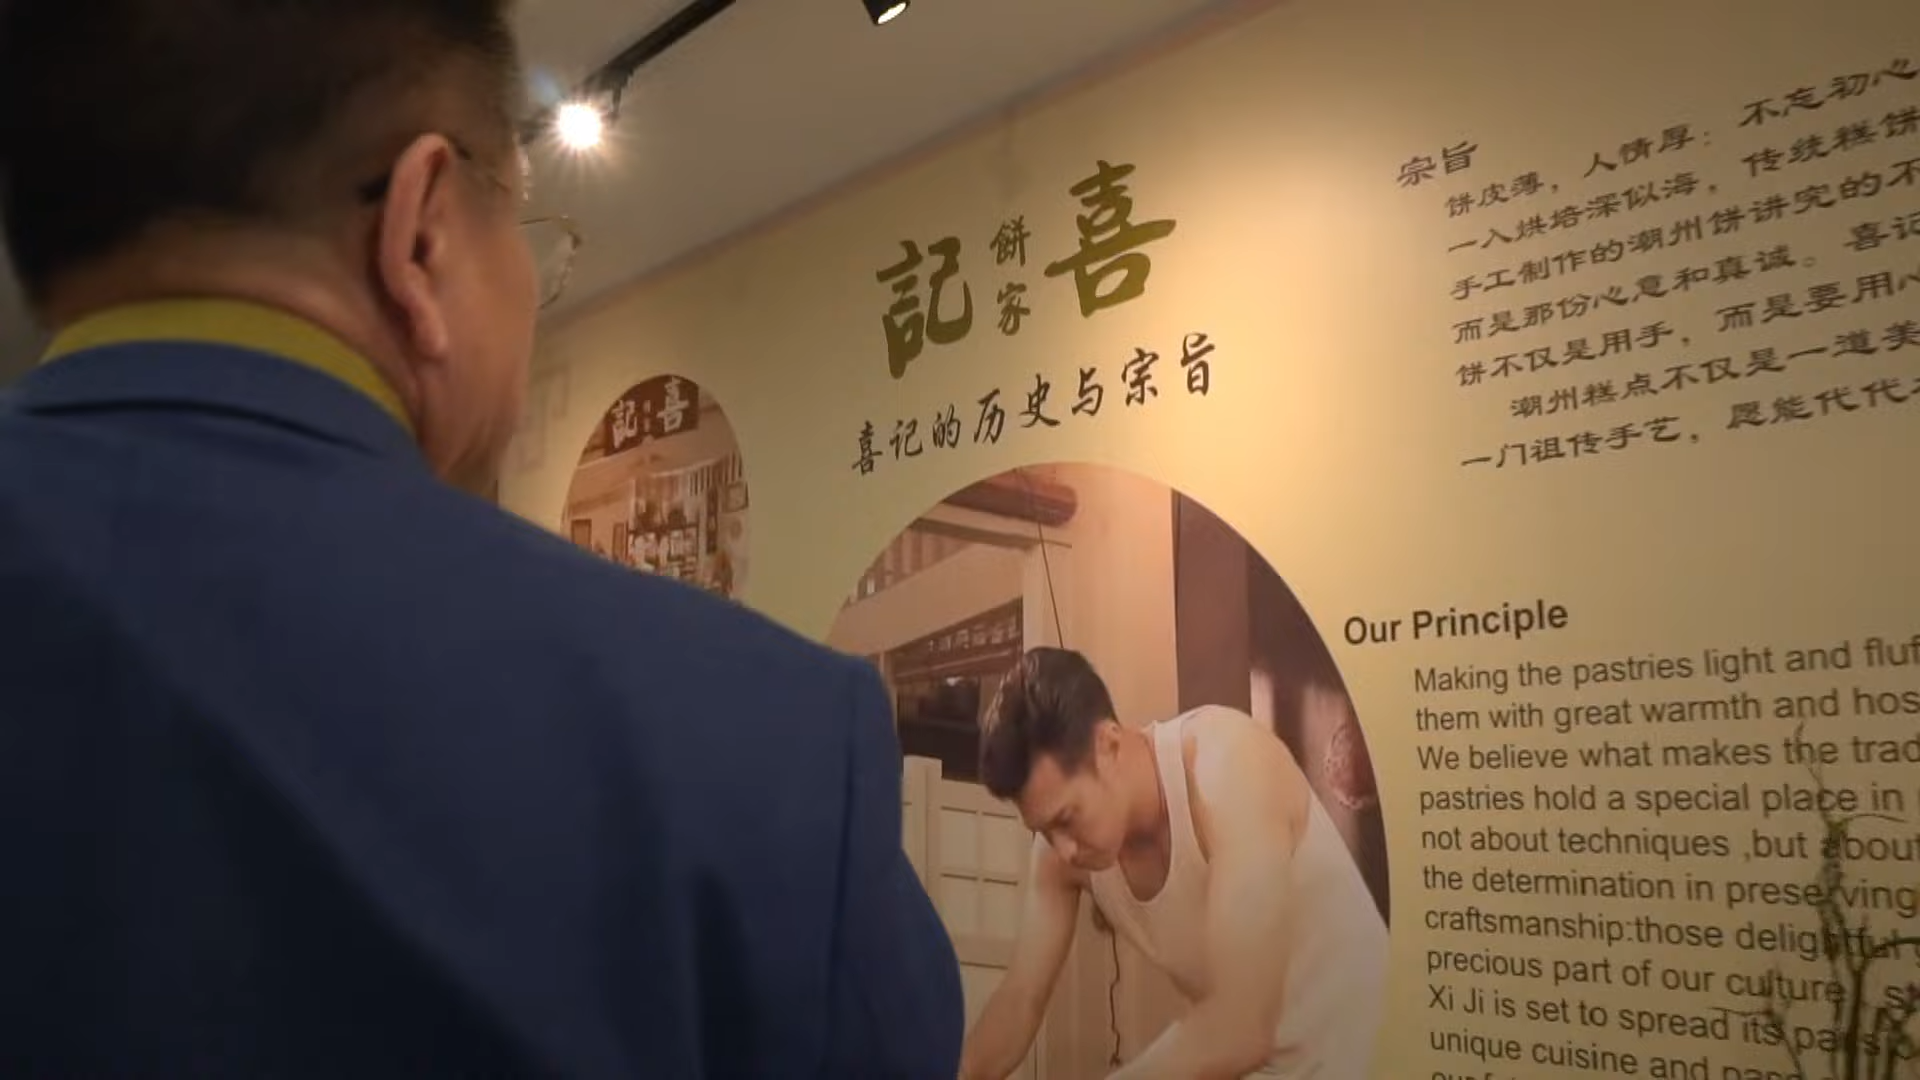 喜餅家記
喜记的历史与宗旨
記 喜
宗旨
饼皮薄，人情厚：不忘初心
一入烘培深似海，传统糕饼
手工制作的潮州饼讲究的不
而是那份心意和真诚。喜记
饼不仅是用手，而是要用心
潮州糕点不仅是一道美
一门祖传手艺，愿能代代
Our Principle
Making the pastries light and fluf
them with great warmth and hos
We believe what makes the trad
pastries hold a special place in
not about techniques ,but about
the determination in preserving
craftsmanship:those delightful
precious part of our culture
Xi Ji is set to spread its
unique cuisine and